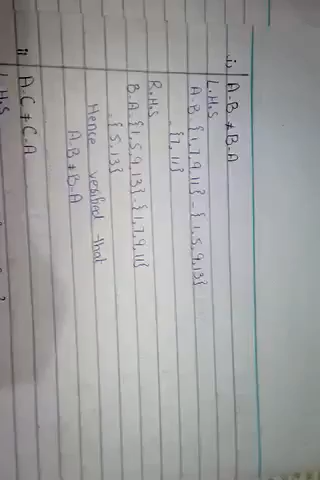 i, A-B ≠ B-A
L.H.S
A-B {1,7,9,11} - {1,5,9,13}
= {7,11}
R.H.S
B-A = {1,5,9,13} - {1,7,9,11}
= {5,13}
Hence verified that
A-B ≠ B-A
ii A-C ≠ C-A
L.H.S